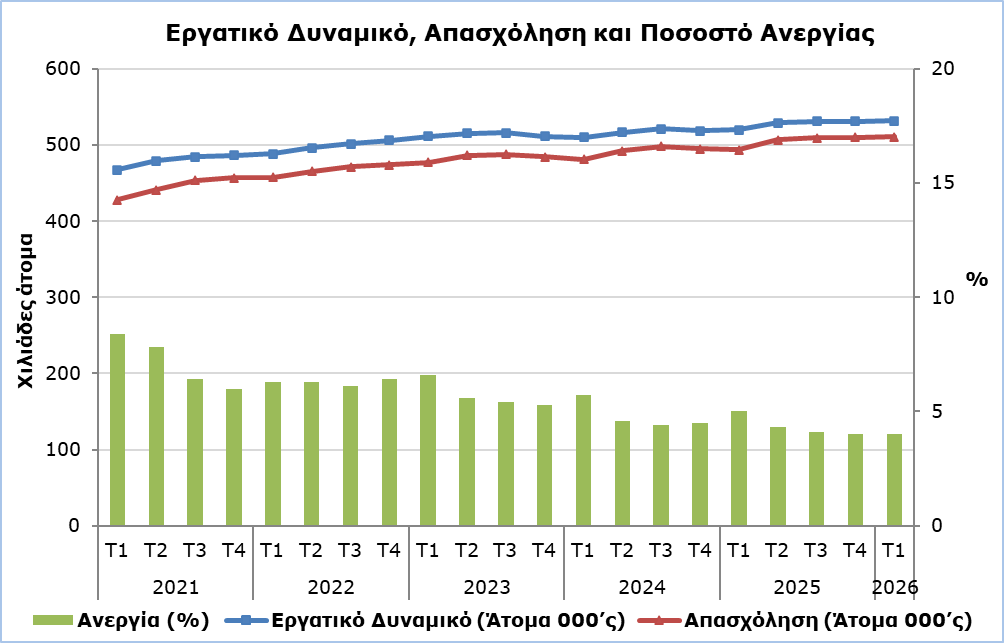 Εργατικό Δυναμικό, Απασχόληση και Ποσοστό Ανεργίας
600
500
400
300
200
100
0
Χιλιάδες άτομα
20
15
10
5
0
%
Τ1 Τ2 Τ3 Τ4 Τ1 Τ2 Τ3 Τ4 Τ1 Τ2 Τ3 Τ4 Τ1 Τ2 Τ3 Τ4 Τ1 Τ2 Τ3 Τ4 Τ1
2021 2022 2023 2024 2025 2026
Ανεργία (%) Εργατικό Δυναμικό (Άτομα 000’ς) Απασχόληση (Άτομα 000’ς)